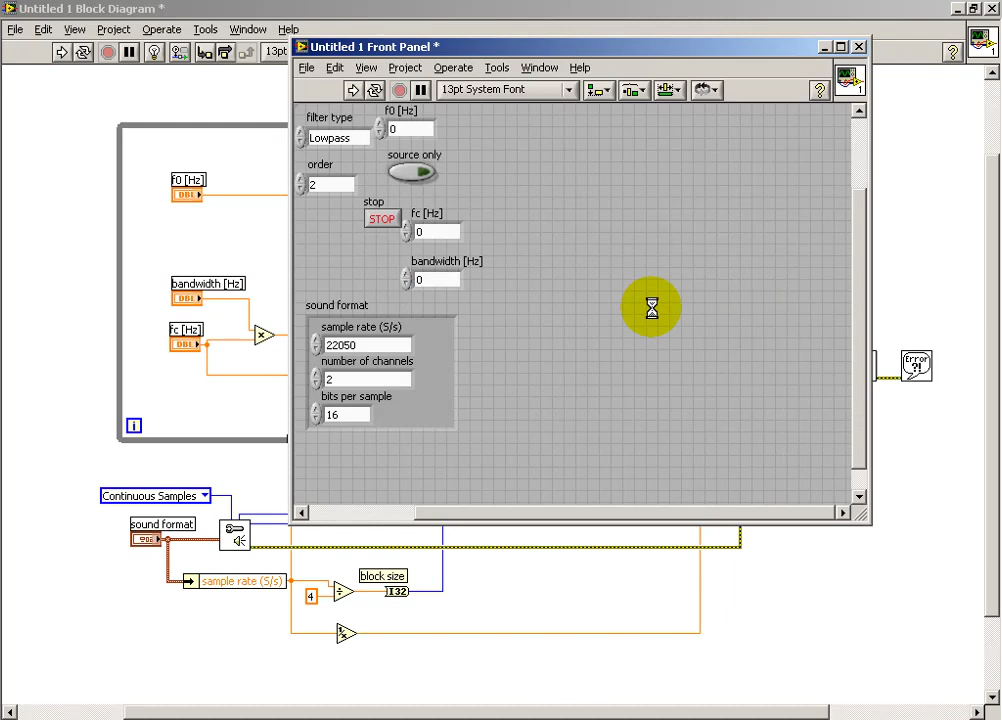 Untitled 1 Block Diagram *
File Edit View Project Operate Tools Window Help
13pt
?
1
Untitled 1 Front Panel *
File Edit View Project Operate Tools Window Help
13pt System Font
?
1
filter type
Lowpass
f0 [Hz]
0
source only
order
2
stop
STOP
fc [Hz]
0
bandwidth [Hz]
0
sound format
sample rate (S/s)
22050
number of channels
2
bits per sample
16
f0 [Hz]
DBL
bandwidth [Hz]
DBL
fc [Hz]
DBL
×
i
Error
?!
Continuous Samples
sound format
sample rate (S/s)
block size
4
÷
I32
1/x